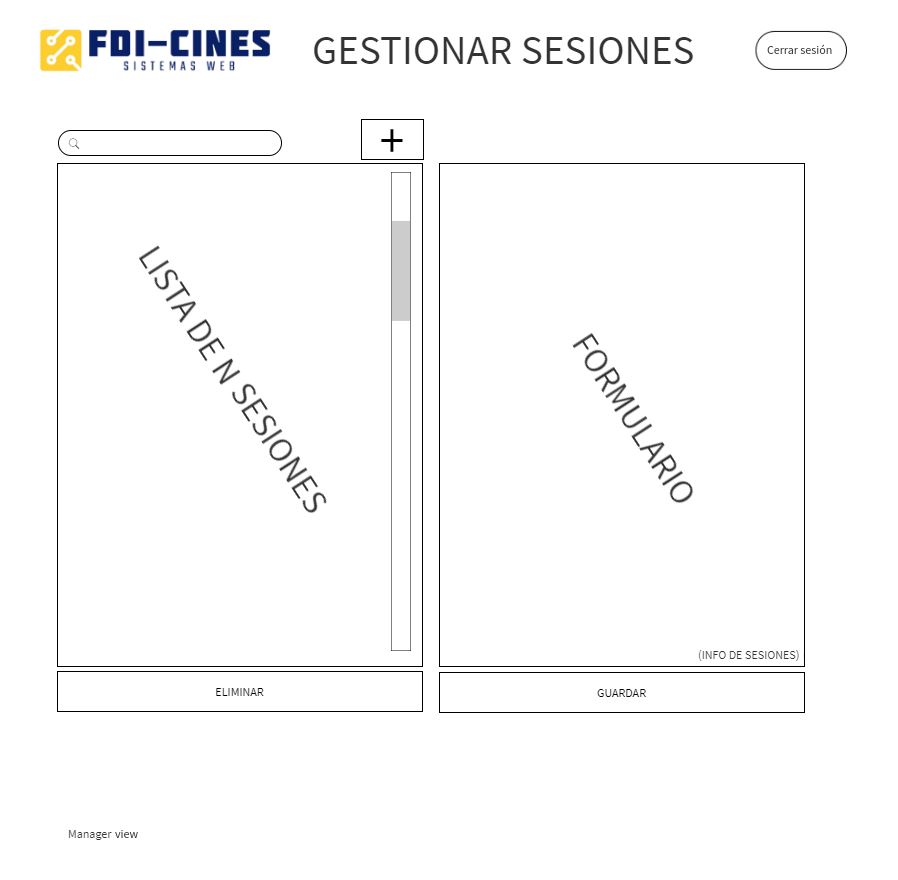 FDI-CINES
SISTEMAS WEB
GESTIONAR SESIONES
Cerrar sesión
+
LISTA DE N SESIONES
FORMULARIO
(INFO DE SESIONES)
ELIMINAR
GUARDAR
Manager view